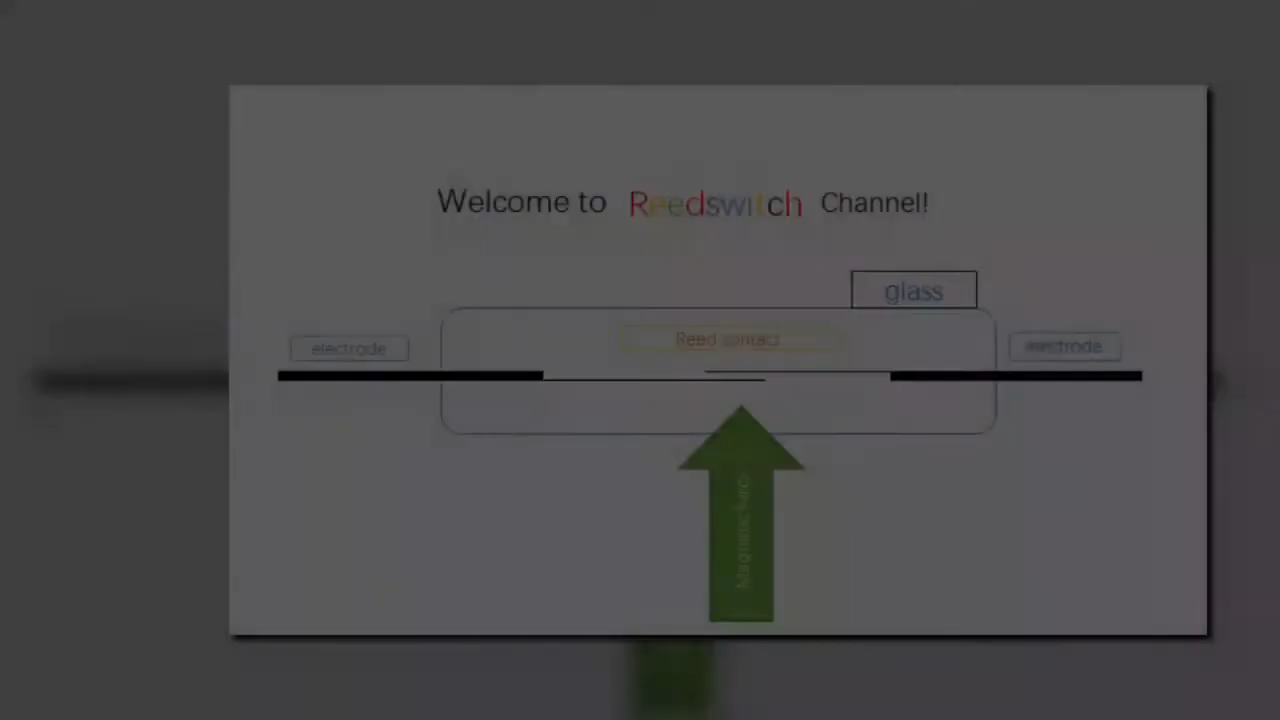 Welcome to Reedswitch Channel!
glass
Reed contact
electrode
electrode